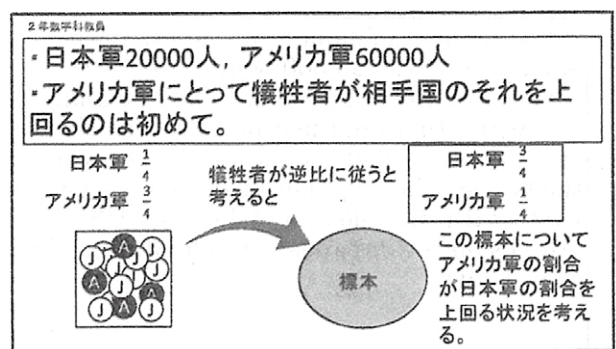 2年数学科教員
・日本軍20000人,アメリカ軍60000人
・アメリカ軍にとって犠牲者が相手国のそれを上
回るのは初めて。
日本軍 1/4
アメリカ軍 3/4
犠牲者が逆比に従うと
考えると
日本軍 3/4
アメリカ軍 1/4
A J J J J J A J A J A J
標本
この標本について
アメリカ軍の割合
が日本軍の割合を
上回る状況を考え
る。